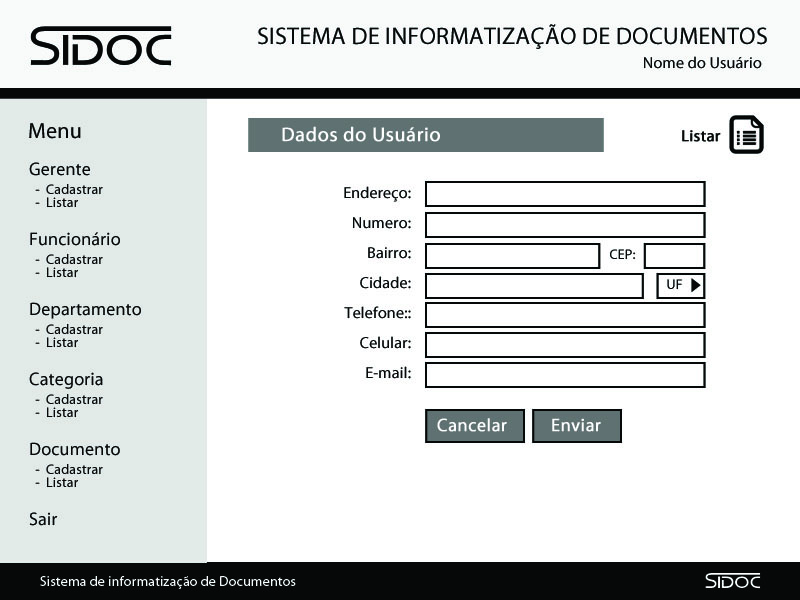 SIDOC
SISTEMA DE INFORMATIZAÇÃO DE DOCUMENTOS
Nome do Usuário
Menu
Gerente
- Cadastrar
- Listar
Funcionário
- Cadastrar
- Listar
Departamento
- Cadastrar
- Listar
Categoria
- Cadastrar
- Listar
Documento
- Cadastrar
- Listar
Sair
Dados do Usuário
Listar
Endereço:
Numero:
Bairro:
CEP:
Cidade:
UF
Telefone::
Celular:
E-mail:
Cancelar
Enviar
Sistema de informatização de Documentos
SIDOC